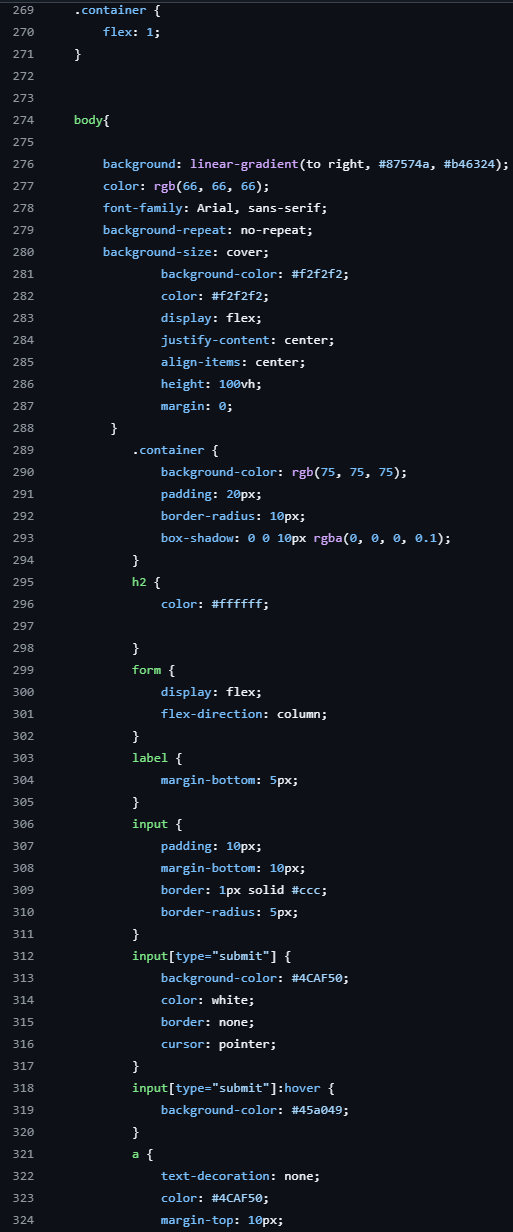 269 .container {
270 flex: 1;
271 }
272
273
274 body{
275
276 background: linear-gradient(to right, #87574a, #b46324);
277 color: rgb(66, 66, 66);
278 font-family: Arial, sans-serif;
279 background-repeat: no-repeat;
280 background-size: cover;
281 background-color: #f2f2f2;
282 color: #f2f2f2;
283 display: flex;
284 justify-content: center;
285 align-items: center;
286 height: 100vh;
287 margin: 0;
288 }
289 .container {
290 background-color: rgb(75, 75, 75);
291 padding: 20px;
292 border-radius: 10px;
293 box-shadow: 0 0 10px rgba(0, 0, 0, 0.1);
294 }
295 h2 {
296 color: #ffffff;
297
298 }
299 form {
300 display: flex;
301 flex-direction: column;
302 }
303 label {
304 margin-bottom: 5px;
305 }
306 input {
307 padding: 10px;
308 margin-bottom: 10px;
309 border: 1px solid #ccc;
310 border-radius: 5px;
311 }
312 input[type="submit"] {
313 background-color: #4CAF50;
314 color: white;
315 border: none;
316 cursor: pointer;
317 }
318 input[type="submit"]:hover {
319 background-color: #45a049;
320 }
321 a {
322 text-decoration: none;
323 color: #4CAF50;
324 margin-top: 10px;